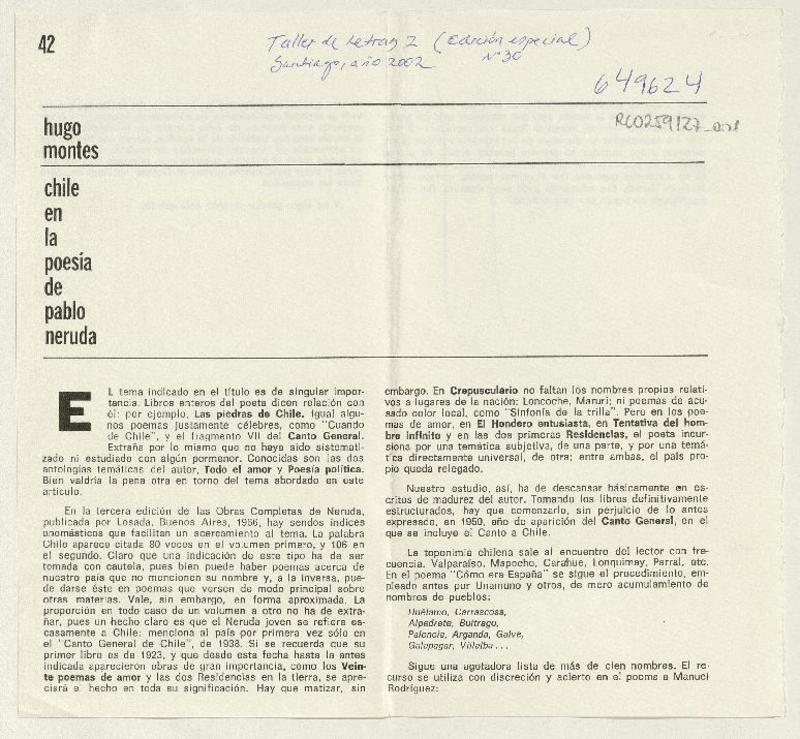 42
Taller de Letras 2 (Edición especial)
Santiago, año 2002 N°30
649624
RC0259127
hugo
montes
chile
en
la
poesía
de
pablo
neruda
EL tema indicado en el título es de singular impor-
tancia. Libros enteros del poeta dicen relación con
él: por ejemplo, Las piedras de Chile. Igual algu-
nos poemas justamente célebres, como "Cuando
de Chile", y el fragmento VII del Canto General.
Extraña por lo mismo que no haya sido sistemati-
zado ni estudiado con algún pormenor. Conocidas son las dos
antologías temáticas del autor, Todo el amor y Poesía política.
Bien valdría la pena otra en torno del tema abordado en este
artículo.
En la tercera edición de las Obras Completas de Neruda,
publicada por Losada, Buenos Aires, 1966, hay sendos índices
onomásticos que facilitan un acercamiento al tema. La palabra
Chile aparece citada 80 veces en el volumen primero, y 106 en
el segundo. Claro que una indicación de este tipo ha de ser
tomada con cautela, pues bien puede haber poemas acerca de
nuestro país que no mencionen su nombre y, a la inversa, pue-
de darse éste en poemas que versen de modo principal sobre
otras materias. Vale, sin embargo, en forma aproximada. La
proporción en todo caso de un volumen a otro no ha de extra-
ñar, pues un hecho claro es que el Neruda joven se refiere es-
casamente a Chile: menciona al país por primera vez sólo en
el "Canto General de Chile", de 1938. Si se recuerda que su
primer libro es de 1923, y que desde esta fecha hasta la antes
indicada aparecieron obras de gran importancia, como los Vein-
te poemas de amor y las dos Residencias en la tierra, se apre-
ciará el hecho en toda su significación. Hay que matizar, sin
embargo. En Crepusculario no faltan los nombres propios relati-
vos a lugares de la nación: Loncoche, Maruri; ni poemas de acu-
sado color local, como "Sinfonía de la trilla". Pero en los poe-
mas de amor, en El Hondero entusiasta, en Tentativa del hom-
bre infinito y en las dos primeras Residencias, el poeta incur-
siona por una temática subjetiva, de una parte, y por una temá-
tica directamente universal, de otra; entre ambas, el país pro-
pio queda relegado.
Nuestro estudio, así, ha de descansar básicamente en es-
critos de madurez del autor. Tomando los libros definitivamente
estructurados, hay que comenzarlo, sin perjuicio de lo antes
expresado, en 1950, año de aparición del Canto General, en el
que se incluye el Canto a Chile.
La toponimia chilena sale al encuentro del lector con fre-
cuencia. Valparaíso, Mapocho, Carahue, Lonquimay, Parral, etc.
En el poema "Cómo era España" se sigue el procedimiento, em-
pleado antes por Unamuno y otros, de mero acumulamiento de
nombres de pueblos:
Huélamo, Carrascosa,
Alpedrete, Buitrago,
Palencia, Arganda, Galve,
Galapagar, Villalba...
Sigue una agotadora lista de más de cien nombres. El re-
curso se utiliza con discreción y acierto en el poema a Manuel
Rodríguez: